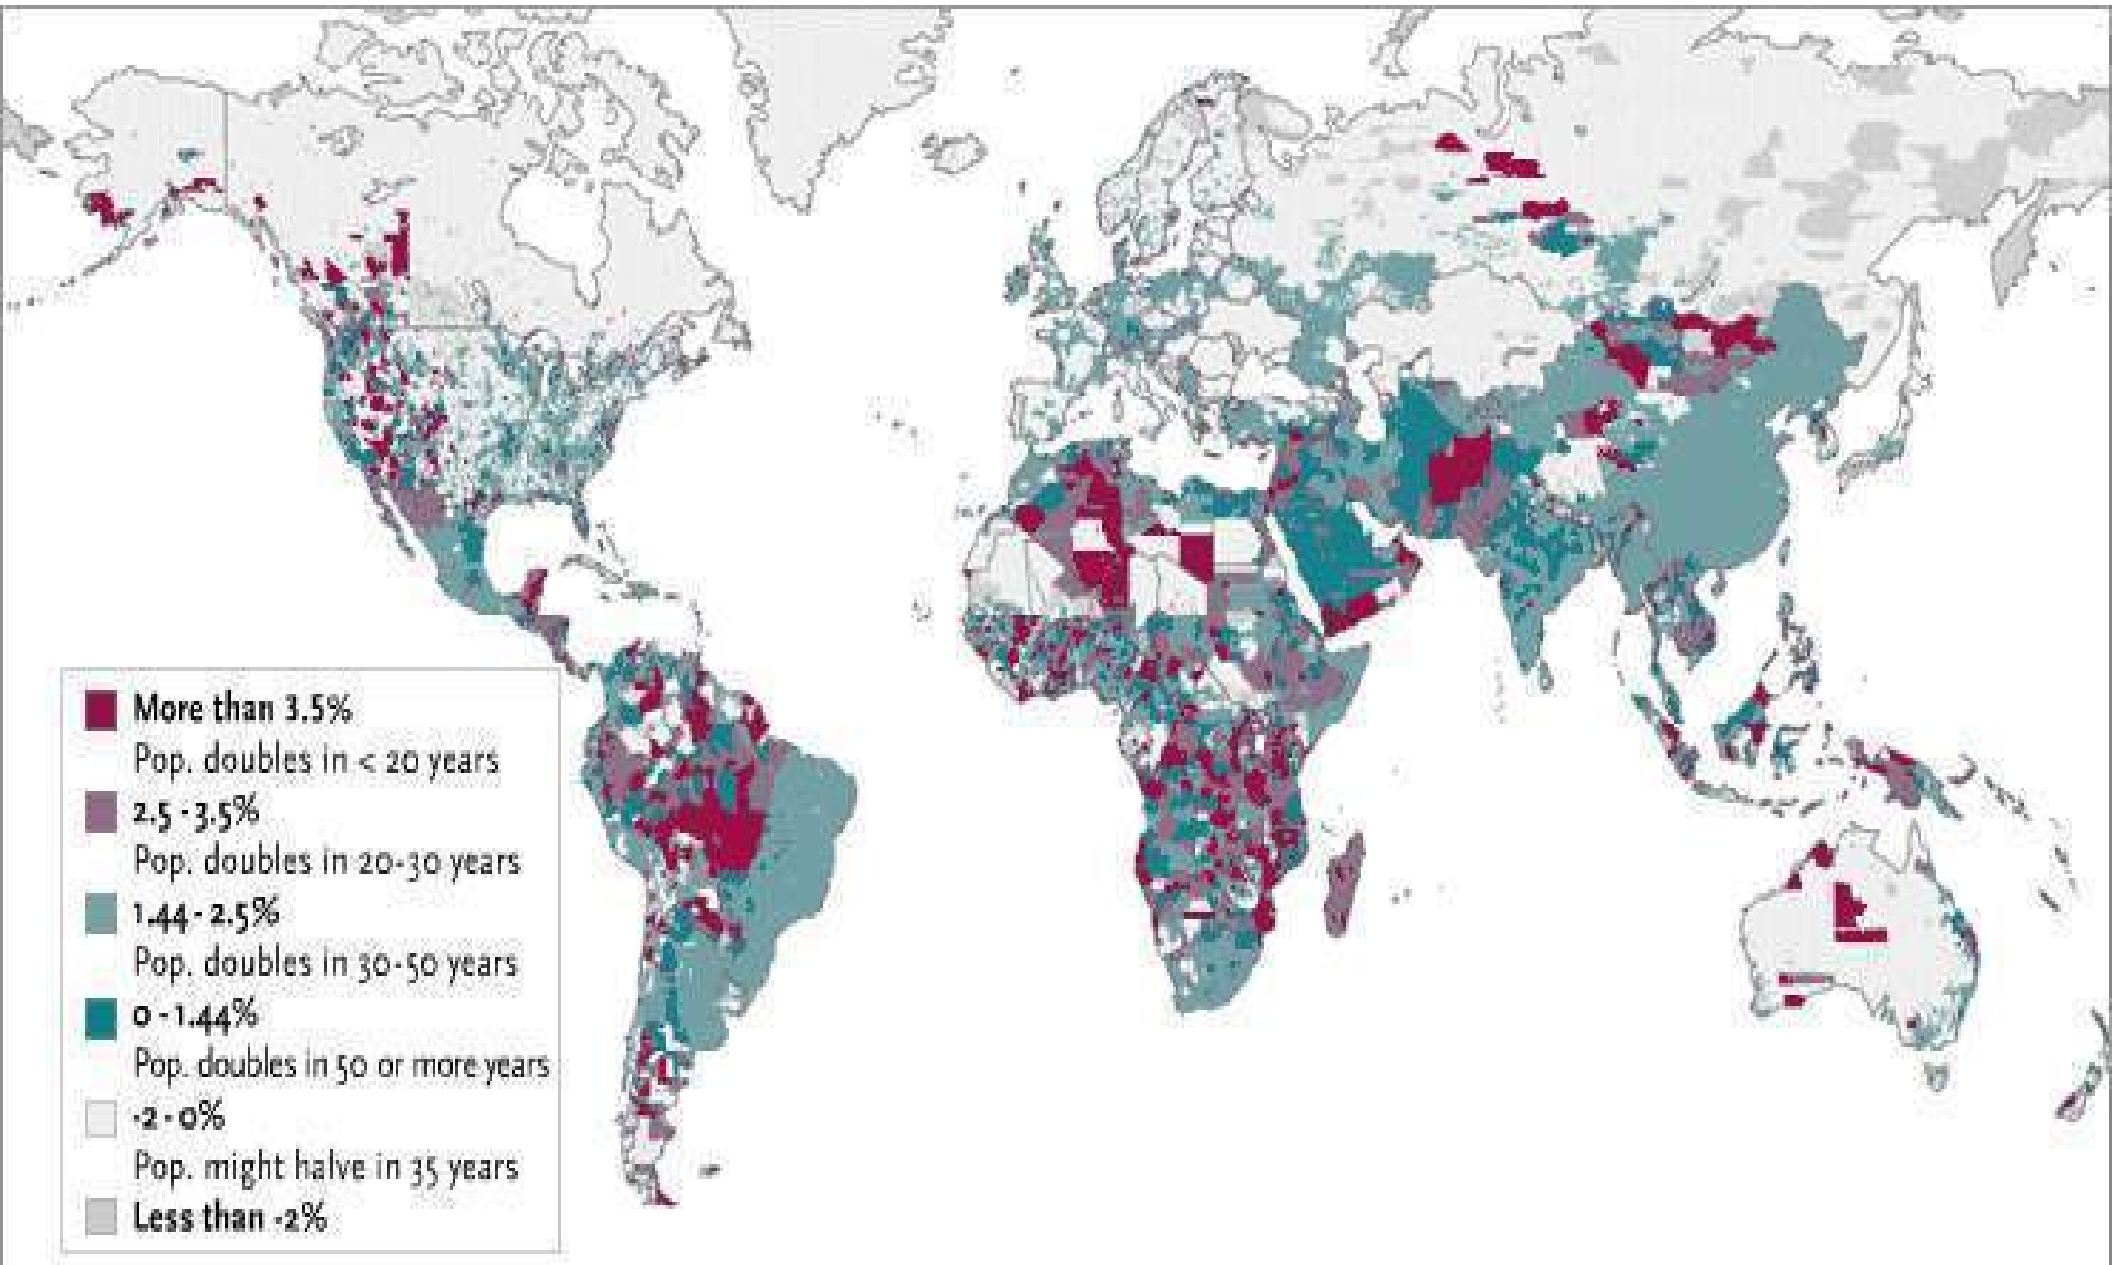 More than 3.5%
Pop. doubles in < 20 years
2.5 - 3.5%
Pop. doubles in 20-30 years
1.44 - 2.5%
Pop. doubles in 30-50 years
0 - 1.44%
Pop. doubles in 50 or more years
-2 - 0%
Pop. might halve in 35 years
Less than -2%